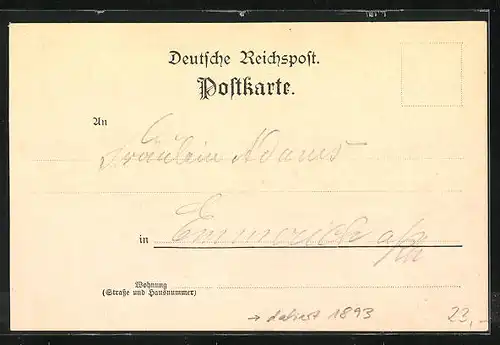 Deutsche Reichspost.
Postkarte.
An
Fräulein Adams
in Emmerich a/Rh
Wohnung
(Straße und Hausnummer)
→ datiert 1893
23,-